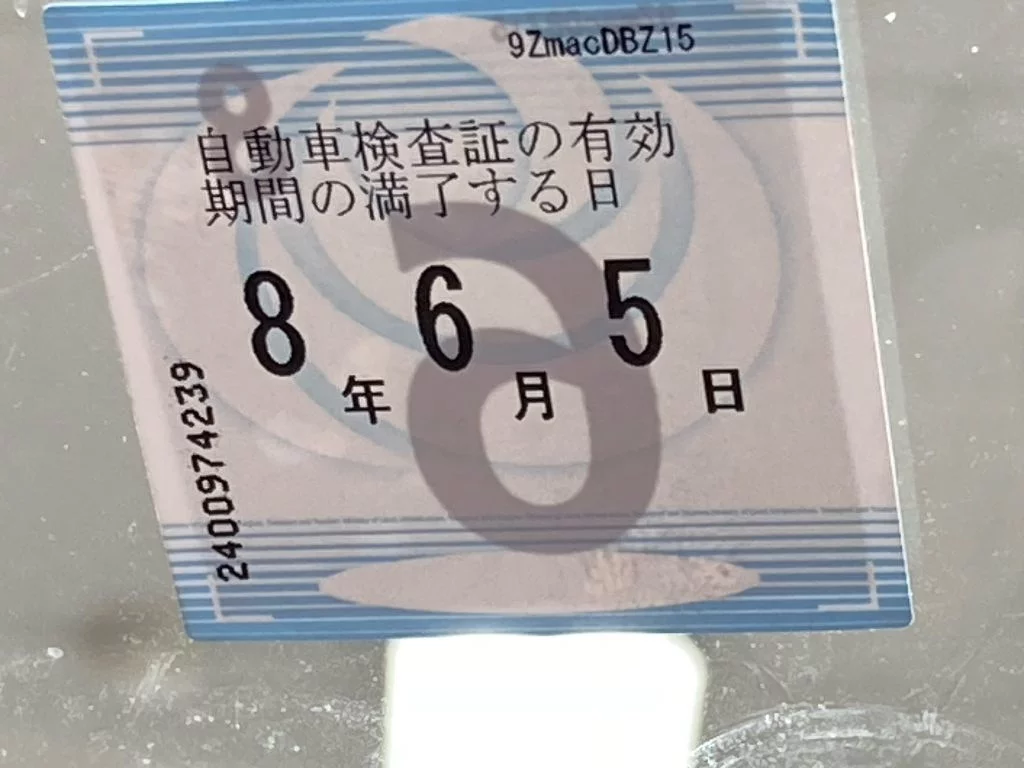 9ZmacDBZ15
自動車検査証の有効
期間の満了する日
8年 6月 5日
2400974239